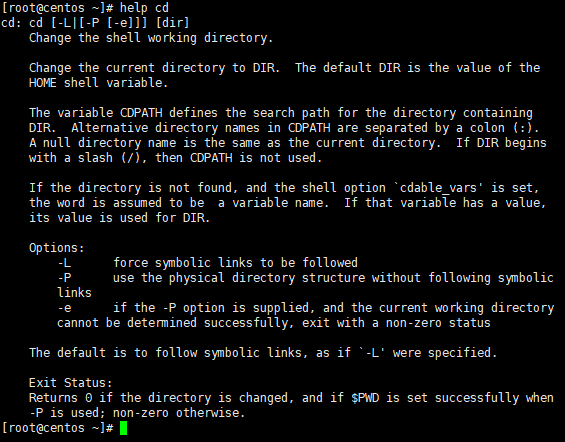 [root@centos ~]# help cd
cd: cd [-L|[-P [-e]]] [dir]
    Change the shell working directory.

    Change the current directory to DIR.  The default DIR is the value of the
    HOME shell variable.

    The variable CDPATH defines the search path for the directory containing
    DIR.  Alternative directory names in CDPATH are separated by a colon (:).
    A null directory name is the same as the current directory.  If DIR begins
    with a slash (/), then CDPATH is not used.

    If the directory is not found, and the shell option `cdable_vars' is set,
    the word is assumed to be  a variable name.  If that variable has a value,
    its value is used for DIR.

    Options:
        -L      force symbolic links to be followed
        -P      use the physical directory structure without following symbolic
        links
        -e      if the -P option is supplied, and the current working directory
        cannot be determined successfully, exit with a non-zero status

    The default is to follow symbolic links, as if `-L' were specified.

    Exit Status:
    Returns 0 if the directory is changed, and if $PWD is set successfully when
    -P is used; non-zero otherwise.
[root@centos ~]#